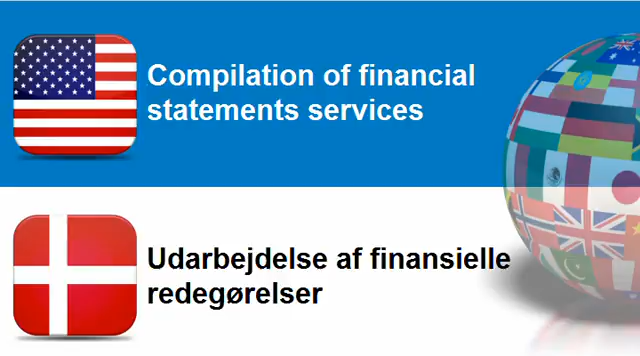 Compilation of financial
statements services
Udarbejdelse af finansielle
redegørelser